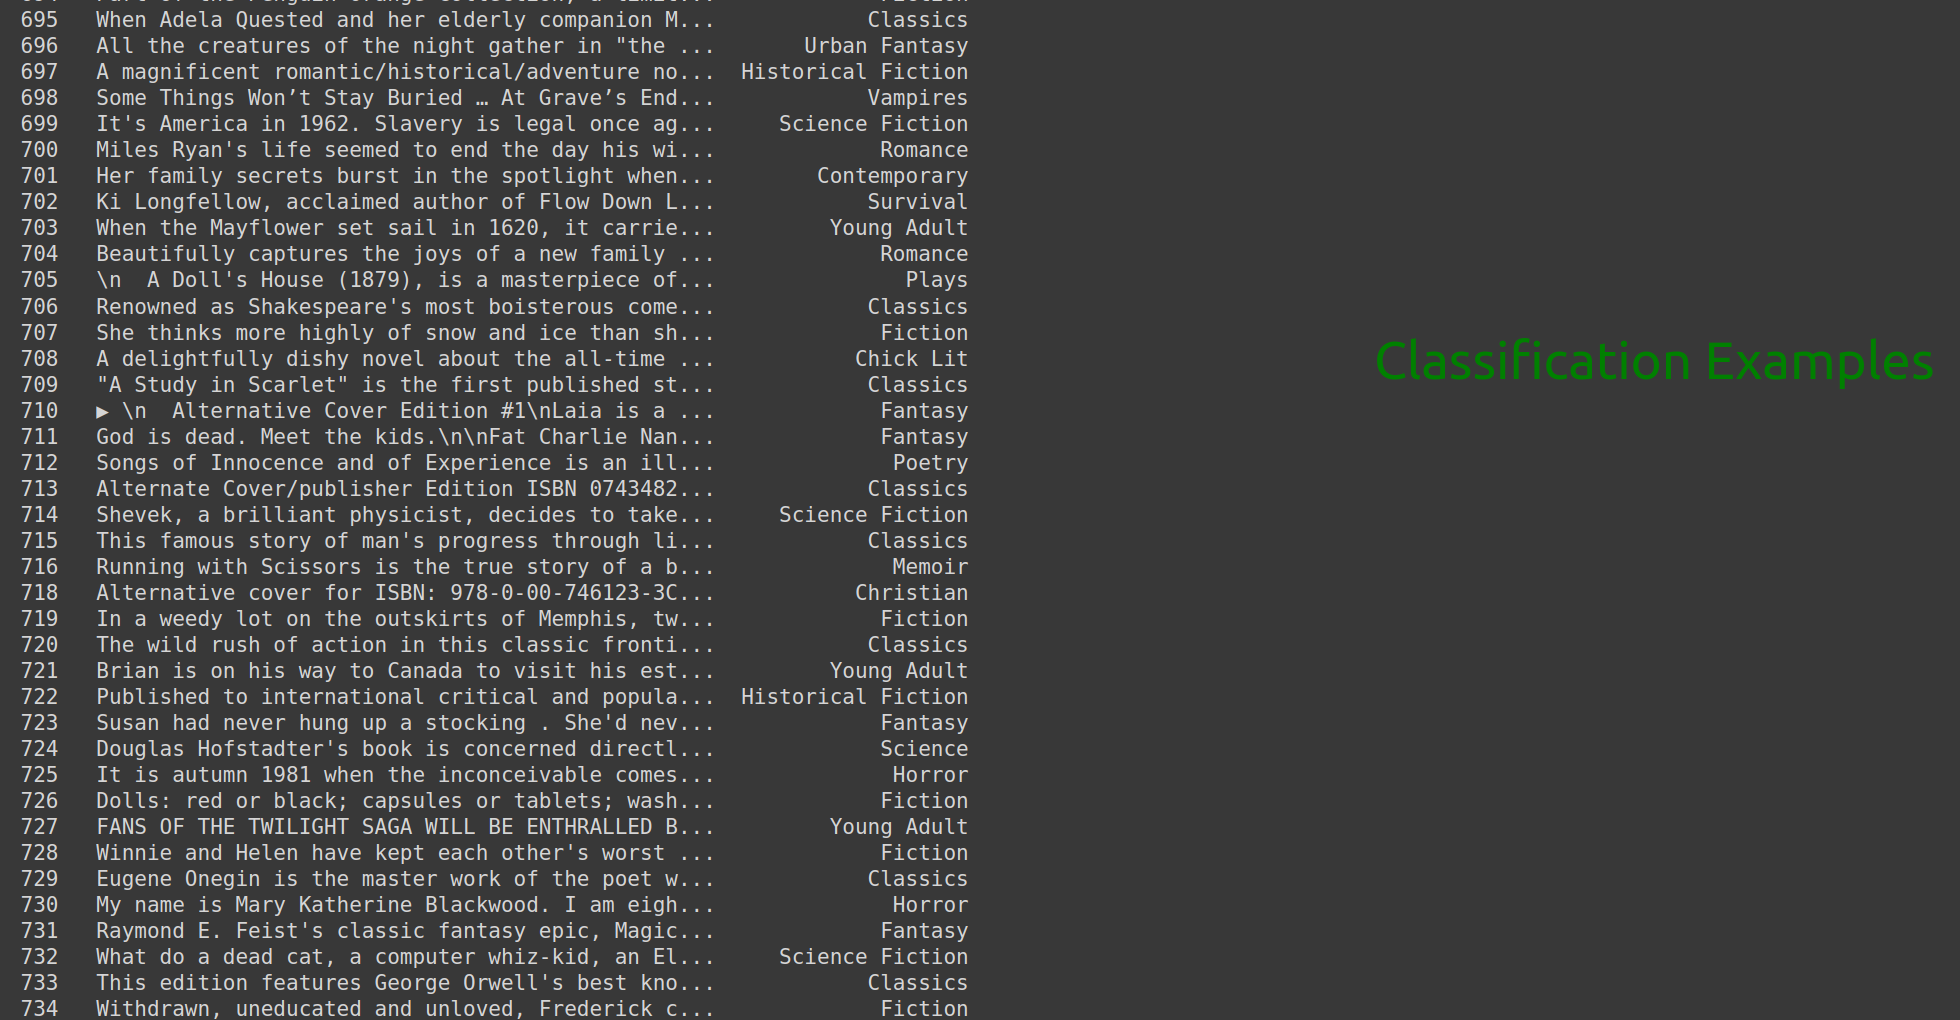 695 When Adela Quested and her elderly companion M... Classics
696 All the creatures of the night gather in "the ... Urban Fantasy
697 A magnificent romantic/historical/adventure no... Historical Fiction
698 Some Things Won’t Stay Buried … At Grave’s End... Vampires
699 It's America in 1962. Slavery is legal once ag... Science Fiction
700 Miles Ryan's life seemed to end the day his wi... Romance
701 Her family secrets burst in the spotlight when... Contemporary
702 Ki Longfellow, acclaimed author of Flow Down L... Survival
703 When the Mayflower set sail in 1620, it carrie... Young Adult
704 Beautifully captures the joys of a new family ... Romance
705 \n  A Doll's House (1879), is a masterpiece of... Plays
706 Renowned as Shakespeare's most boisterous come... Classics
707 She thinks more highly of snow and ice than sh... Fiction
Classification Examples
708 A delightfully dishy novel about the all-time ... Chick Lit
709 "A Study in Scarlet" is the first published st... Classics
710 ▶ \n  Alternative Cover Edition #1\nLaia is a ... Fantasy
711 God is dead. Meet the kids.\n\nFat Charlie Nan... Fantasy
712 Songs of Innocence and of Experience is an ill... Poetry
713 Alternate Cover/publisher Edition ISBN 0743482... Classics
714 Shevek, a brilliant physicist, decides to take... Science Fiction
715 This famous story of man's progress through li... Classics
716 Running with Scissors is the true story of a b... Memoir
718 Alternative cover for ISBN: 978-0-00-746123-3C... Christian
719 In a weedy lot on the outskirts of Memphis, tw... Fiction
720 The wild rush of action in this classic fronti... Classics
721 Brian is on his way to Canada to visit his est... Young Adult
722 Published to international critical and popula... Historical Fiction
723 Susan had never hung up a stocking . She'd nev... Fantasy
724 Douglas Hofstadter's book is concerned directl... Science
725 It is autumn 1981 when the inconceivable comes... Horror
726 Dolls: red or black; capsules or tablets; wash... Fiction
727 FANS OF THE TWILIGHT SAGA WILL BE ENTHRALLED B... Young Adult
728 Winnie and Helen have kept each other's worst ... Fiction
729 Eugene Onegin is the master work of the poet w... Classics
730 My name is Mary Katherine Blackwood. I am eigh... Horror
731 Raymond E. Feist's classic fantasy epic, Magic... Fantasy
732 What do a dead cat, a computer whiz-kid, an El... Science Fiction
733 This edition features George Orwell's best kno... Classics
734 Withdrawn, uneducated and unloved, Frederick c... Fiction